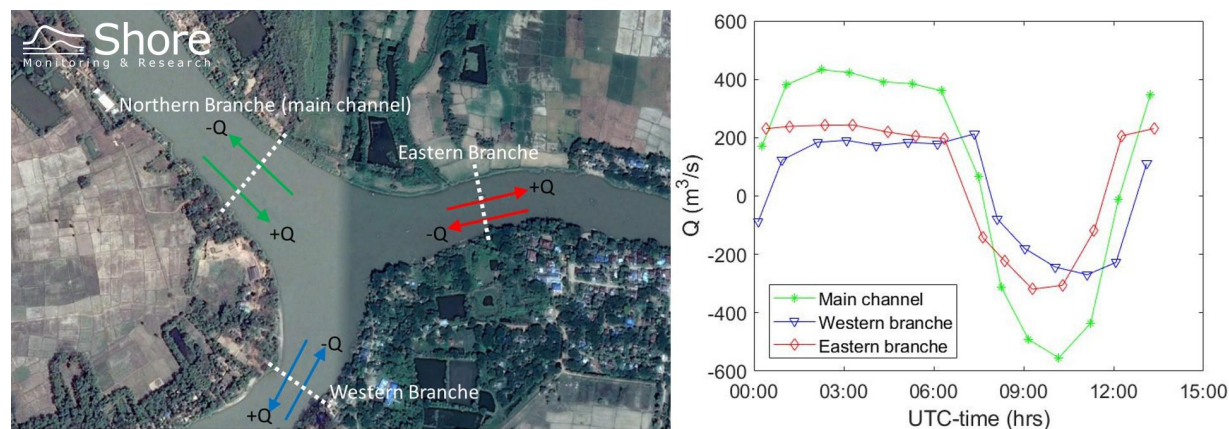 Shore
Monitoring & Research
Northern Branche (main channel)
-Q
+Q
Eastern Branche
+Q
-Q
-Q
+Q
Western Branche
Q (m³/s)
600
400
200
0
-200
-400
-600
Main channel
Western branche
Eastern branche
00:00 03:00 06:00 09:00 12:00 15:00
UTC-time (hrs)